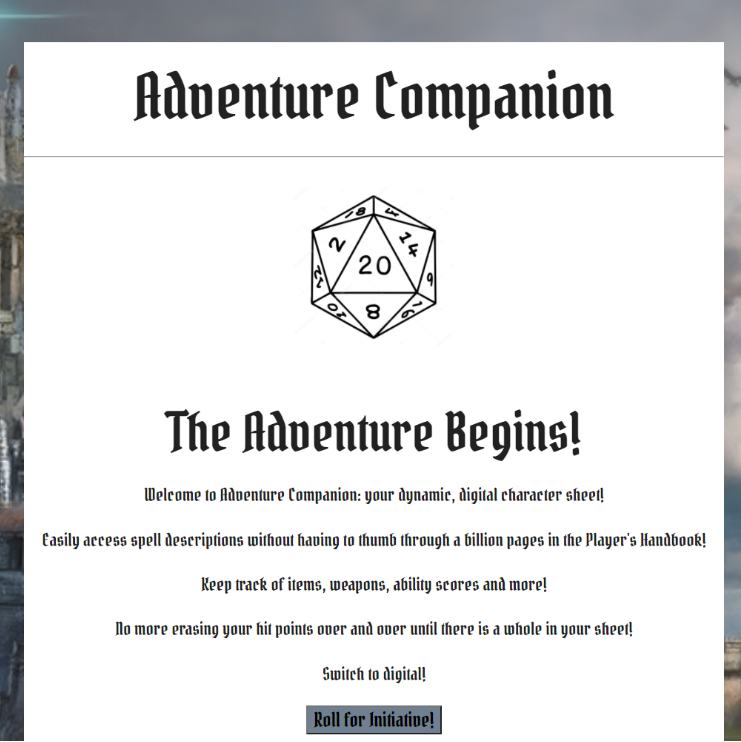 Adventure Companion
18
2
14
20
9
12
10
8
16
The Adventure Begins!
Welcome to Adventure Companion: your dynamic, digital character sheet!
Easily access spell descriptions without having to thumb through a billion pages in the Player's Handbook!
Keep track of items, weapons, ability scores and more!
No more erasing your hit points over and over until there is a whole in your sheet!
Switch to digital!
Roll for Initiative!